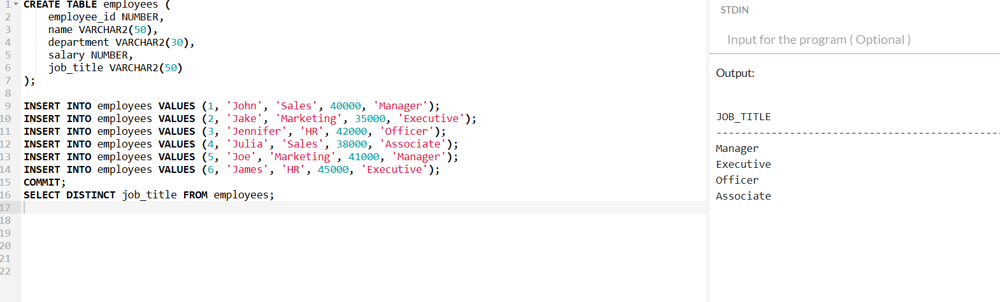 1 CREATE TABLE employees (
2 employee_id NUMBER,
3 name VARCHAR2(50),
4 department VARCHAR2(30),
5 salary NUMBER,
6 job_title VARCHAR2(50)
7 );
8
9 INSERT INTO employees VALUES (1, 'John', 'Sales', 40000, 'Manager');
10 INSERT INTO employees VALUES (2, 'Jake', 'Marketing', 35000, 'Executive');
11 INSERT INTO employees VALUES (3, 'Jennifer', 'HR', 42000, 'Officer');
12 INSERT INTO employees VALUES (4, 'Julia', 'Sales', 38000, 'Associate');
13 INSERT INTO employees VALUES (5, 'Joe', 'Marketing', 41000, 'Manager');
14 INSERT INTO employees VALUES (6, 'James', 'HR', 45000, 'Executive');
15 COMMIT;
16 SELECT DISTINCT job_title FROM employees;
17
18
19
20
21
22
STDIN
Input for the program ( Optional )
Output:
JOB_TITLE
-----------------------------------------------
Manager
Executive
Officer
Associate